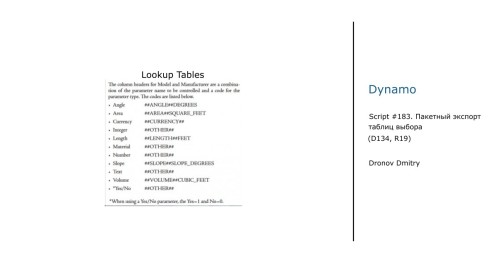 Lookup Tables
The column headers for Model and Manufacturer are a combina-
tion of the parameter name to be controlled and a code for the
parameter type. The codes are listed below.
• Angle ##ANGLE##DEGREES
• Area ##AREA##SQUARE_FEET
• Currency ##CURRENCY##
• Integer ##OTHER##
• Length ##LENGTH##FEET
• Material ##OTHER##
• Number ##OTHER##
• Slope ##SLOPE##SLOPE_DEGREES
• Text ##OTHER##
• Volume ##VOLUME##CUBIC_FEET
• *Yes/No ##OTHER##
*When using a Yes/No parameter, the Yes=1 and No=0.
Dynamo
Script #183. Пакетный экспорт
таблиц выбора
(D134, R19)
Dronov Dmitry